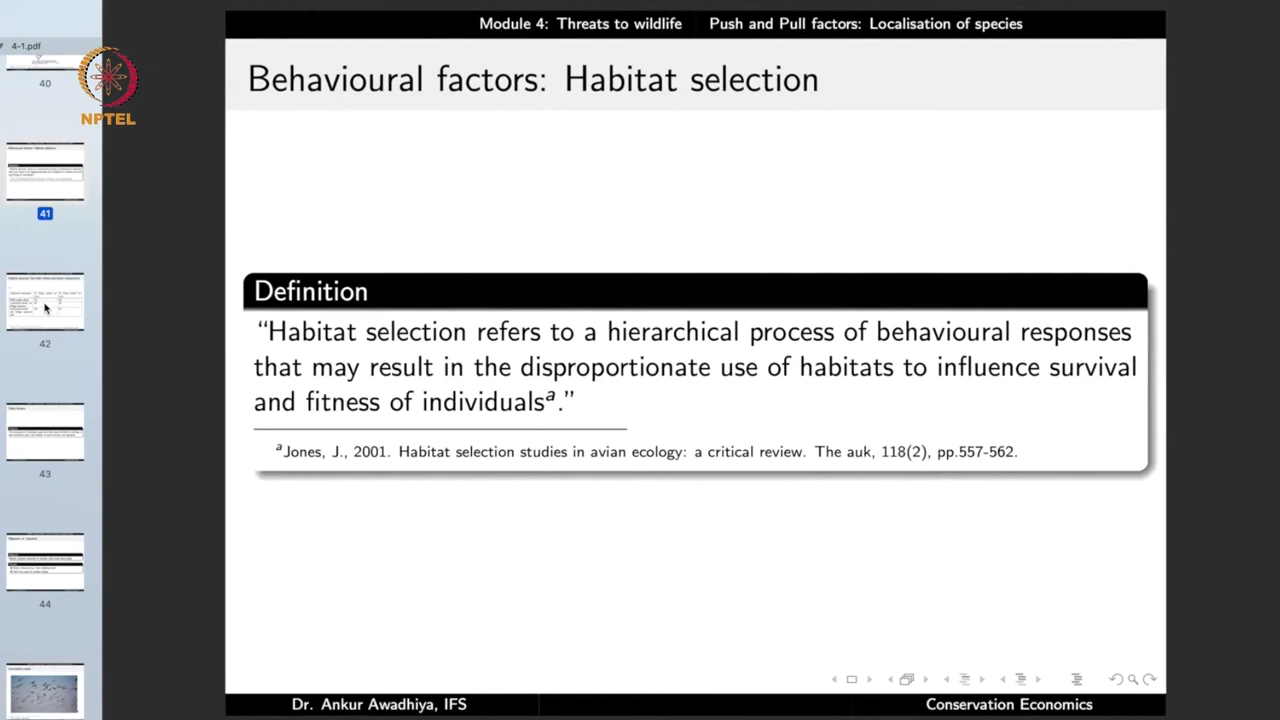 Module 4: Threats to wildlife Push and Pull factors: Localisation of species
4-1.pdf
NPTEL
40
41
42
43
44
Behavioural factors: Habitat selection
Definition
“Habitat selection refers to a hierarchical process of behavioural responses
that may result in the disproportionate use of habitats to influence survival
and fitness of individualsᵃ.”
ᵃJones, J., 2001. Habitat selection studies in avian ecology: a critical review. The auk, 118(2), pp.557-562.
Dr. Ankur Awadhiya, IFS Conservation Economics